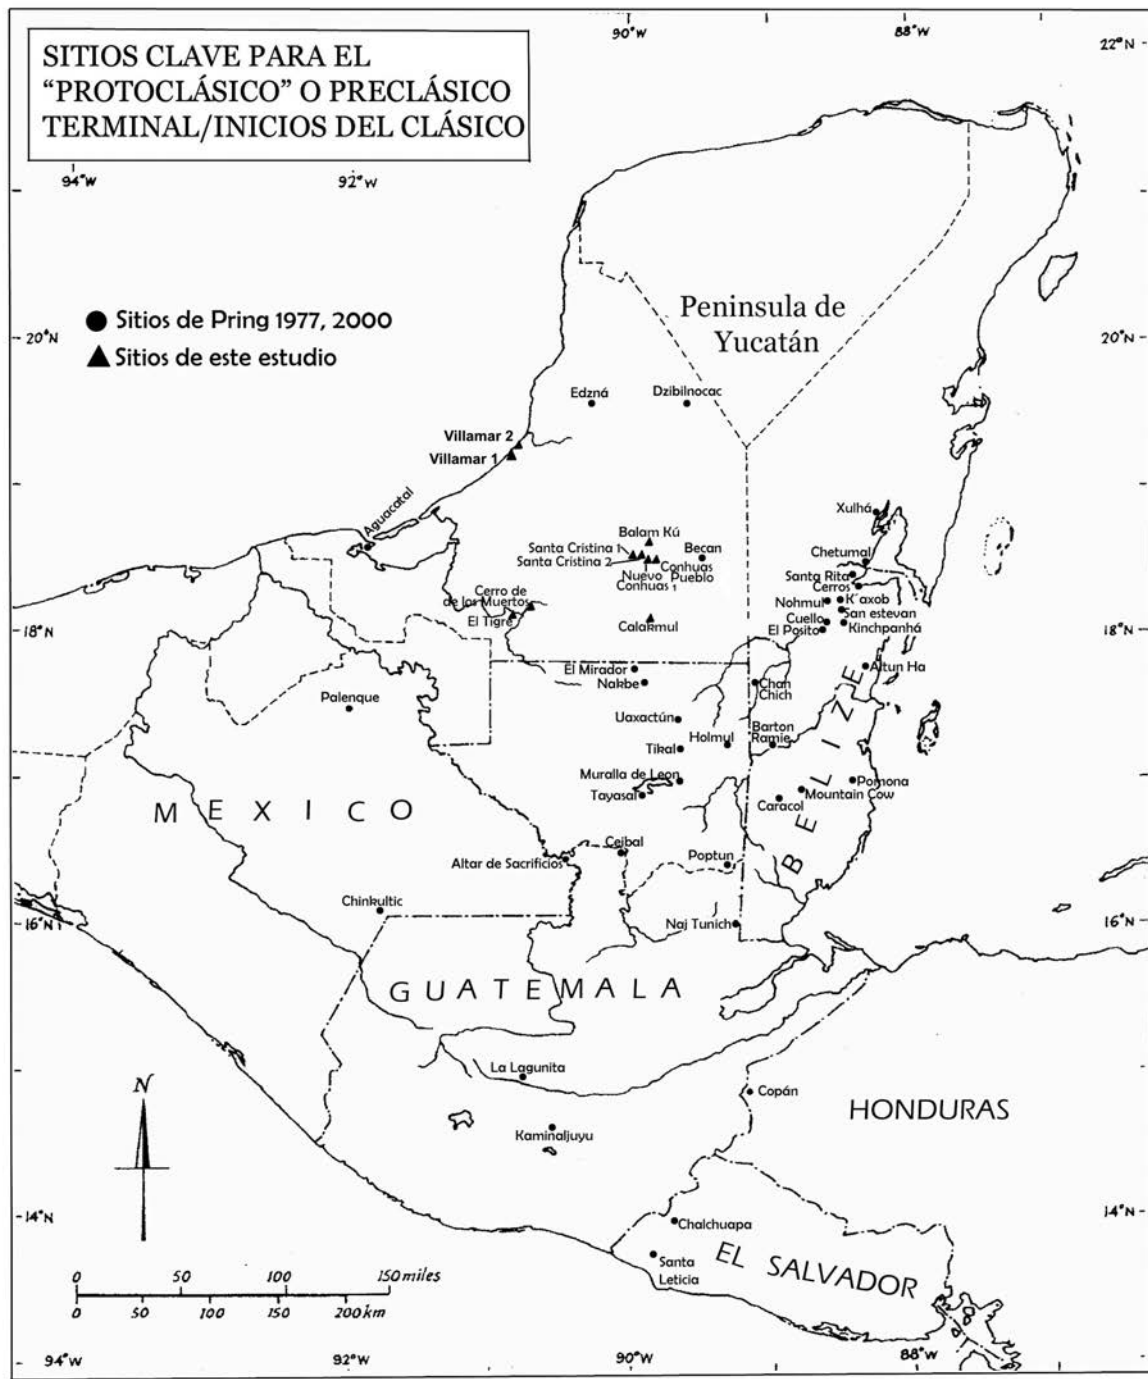 90°W
88°W
22°N
SITIOS CLAVE PARA EL
“PROTOCLÁSICO” O PRECLÁSICO
TERMINAL/INICIOS DEL CLÁSICO
94°W
92°W
Peninsula de
Yucatán
Sitios de Pring 1977, 2000
Sitios de este estudio
20°N
20°N
Edzná
Dzibilnocac
Villamar 2
Villamar 1
Aguacatal
Xulhá
Balam Kú
Santa Cristina 1
Santa Cristina 2
Becan
Conhuas
Pueblo
Nuevo
Conhuas 1
Chetumal
Santa Rita
Cerros
Cerro de
de los Muertos
El Tigre
Nohmul
K´axob
San estevan
Cuello
Kinchpanhá
El Posito
Calakmul
18°N
18°N
El Mirador
Nakbe
Altun Ha
Chan
Chich
Palenque
Uaxactún
Holmul
Barton
Ramie
Tikal
BELIZE
Muralla de Leon
Tayasal
Pomona
Mountain Cow
Caracol
MEXICO
Ceibal
Altar de Sacrificios
Poptun
Chinkultic
16°N
16°N
Naj Tunich
GUATEMALA
La Lagunita
Copán
HONDURAS
N
Kaminaljuyu
14°N
14°N
Chalchuapa
Santa
Leticia
EL SALVADOR
0 50 100 150 miles
0 50 100 150 200 km
94°W
92°W
90°W
88°W